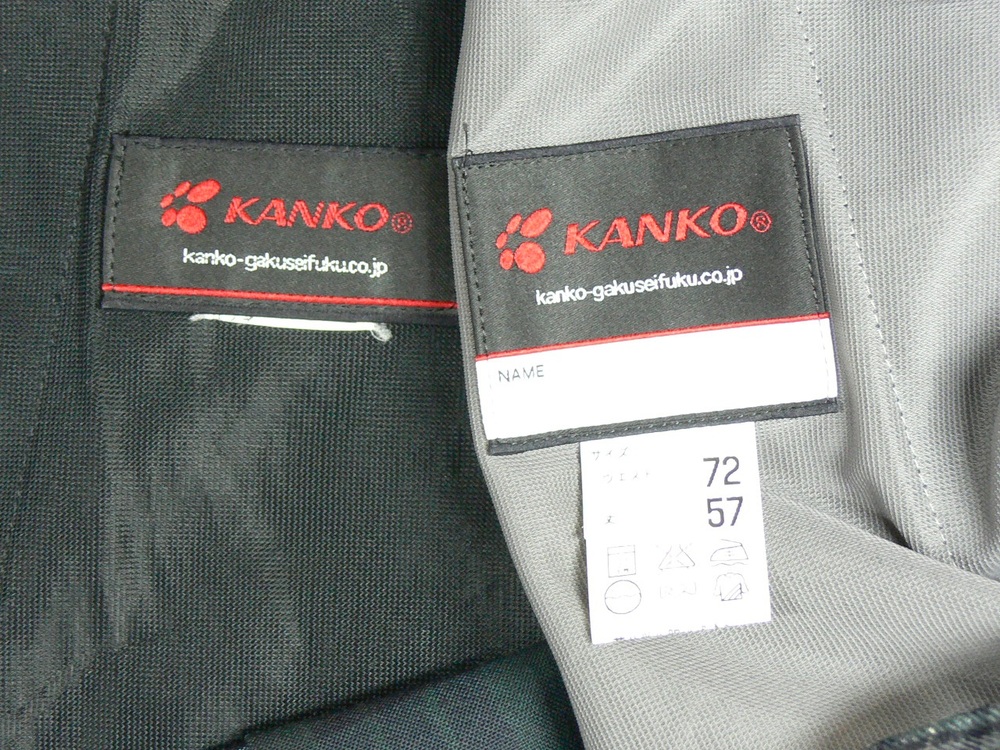 KANKO®
kanko-gakuseifuku.co.jp
KANKO®
kanko-gakuseifuku.co.jp
NAME
サイズ
ウエスト 72
丈 57